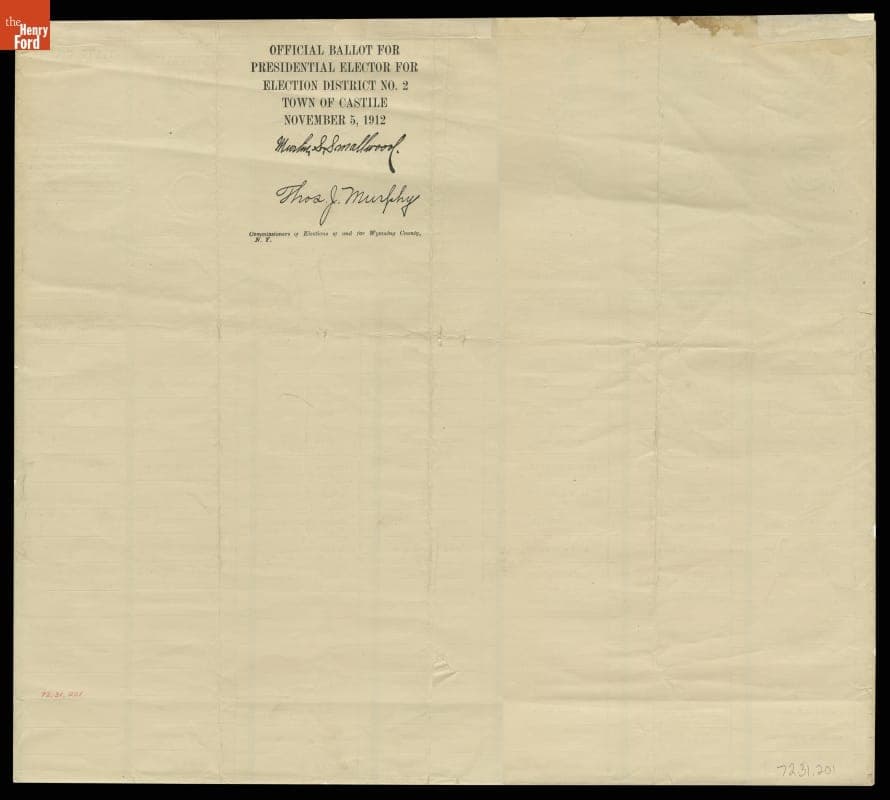 the
Henry
Ford
OFFICIAL BALLOT FOR
PRESIDENTIAL ELECTOR FOR
ELECTION DISTRICT NO. 2
TOWN OF CASTILE
NOVEMBER 5, 1912
S. Smallwood.
Thos. J. Murphy
Commissioners of Elections of and for Wyoming County,
N. Y.
72.31.201
72.31.201